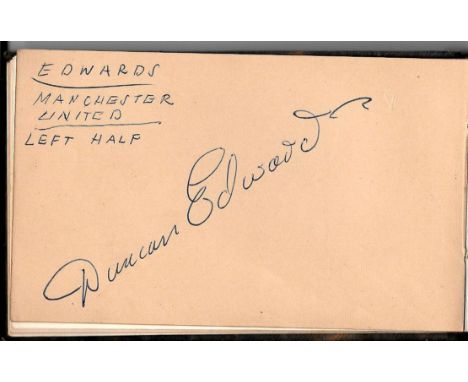 EDWARDS
MANCHESTER
UNITED
LEFT HALF
Duncan Edwards